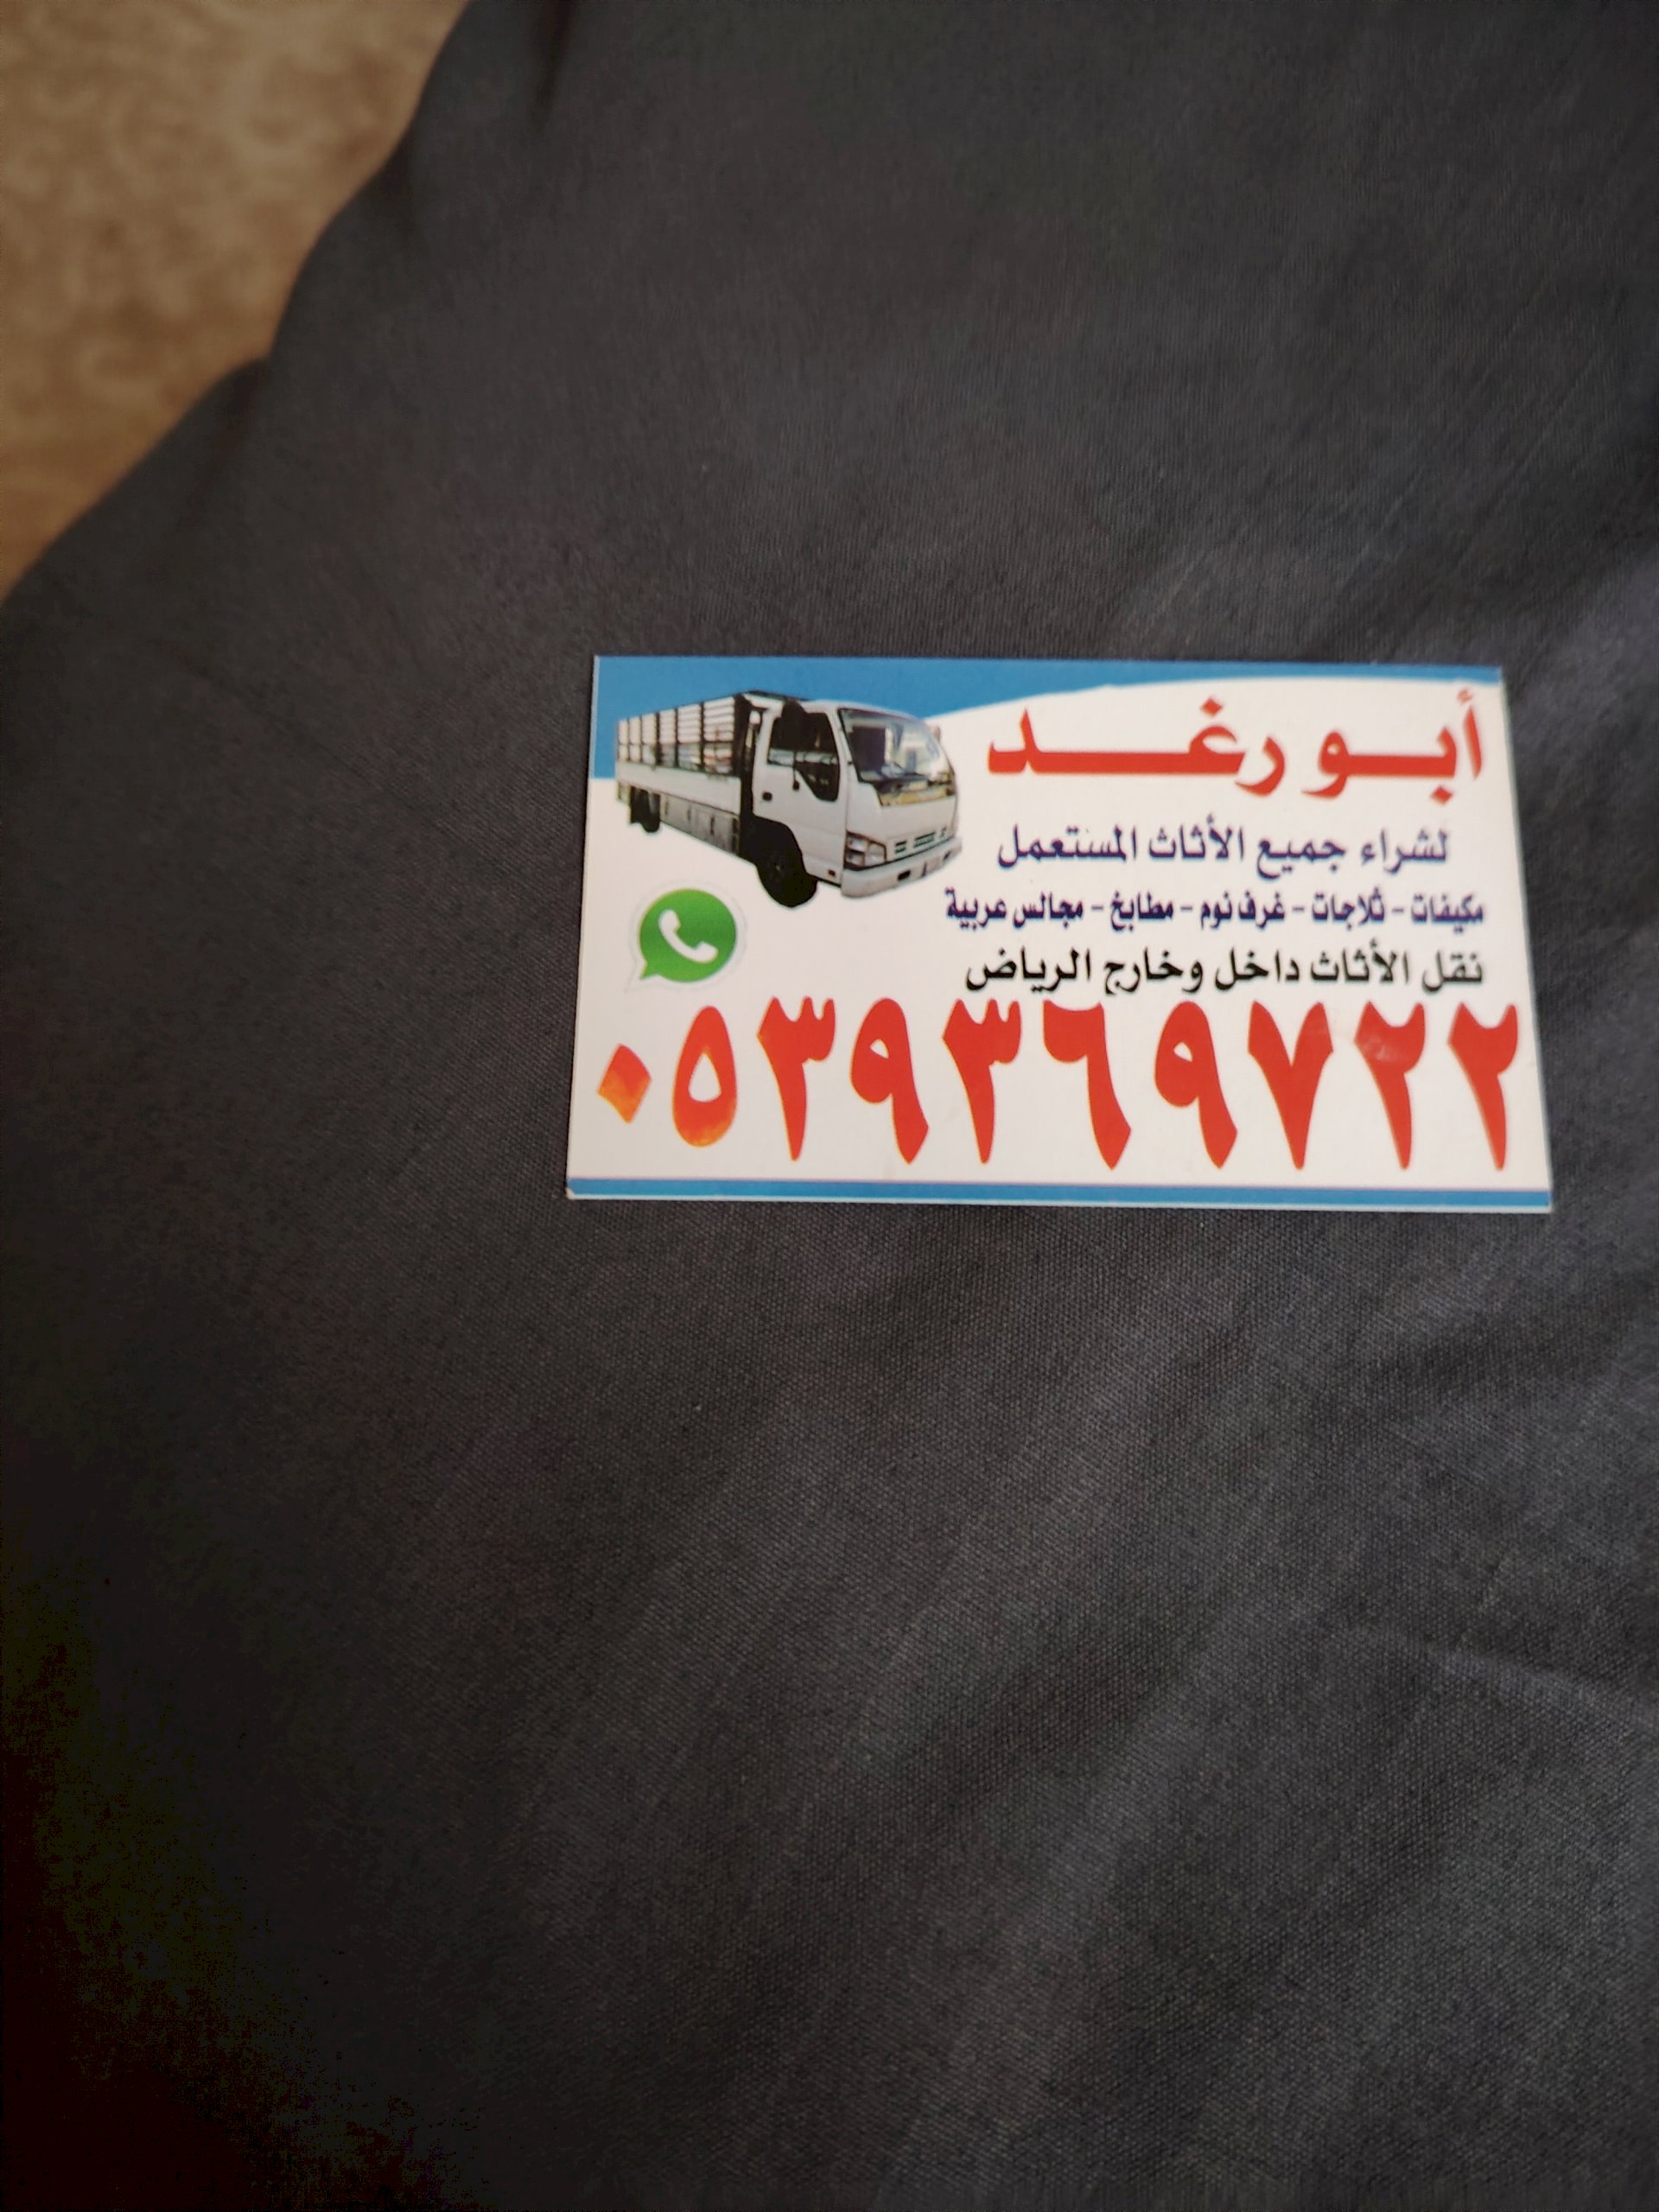 أبو رغد
لشراء جميع الأثاث المستعمل
مكيفات - ثلاجات - غرف نوم - مطابخ - مجالس عربية
نقل الأثاث داخل وخارج الرياض
٠٥٣٩٣٦٩٧٢٢